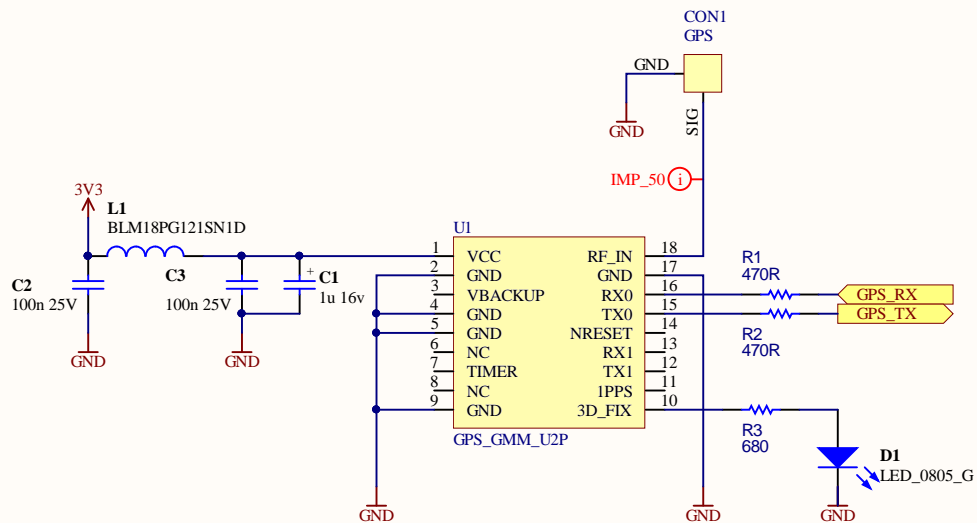 CON1
GPS
GND
GND
SIG
IMP_50
i
3V3
L1
BLM18PG121SN1D
C2
100n 25V
GND
C3
100n 25V
GND
+
C1
1u 16v
U1
1 VCC RF_IN 18
2 GND GND 17
3 VBACKUP RX0 16
4 GND TX0 15
5 GND NRESET 14
6 NC RX1 13
7 TIMER TX1 12
8 NC 1PPS 11
9 GND 3D_FIX 10
GPS_GMM_U2P
R1
470R
GPS_RX
GPS_TX
R2
470R
R3
680
D1
LED_0805_G
GND
GND
GND